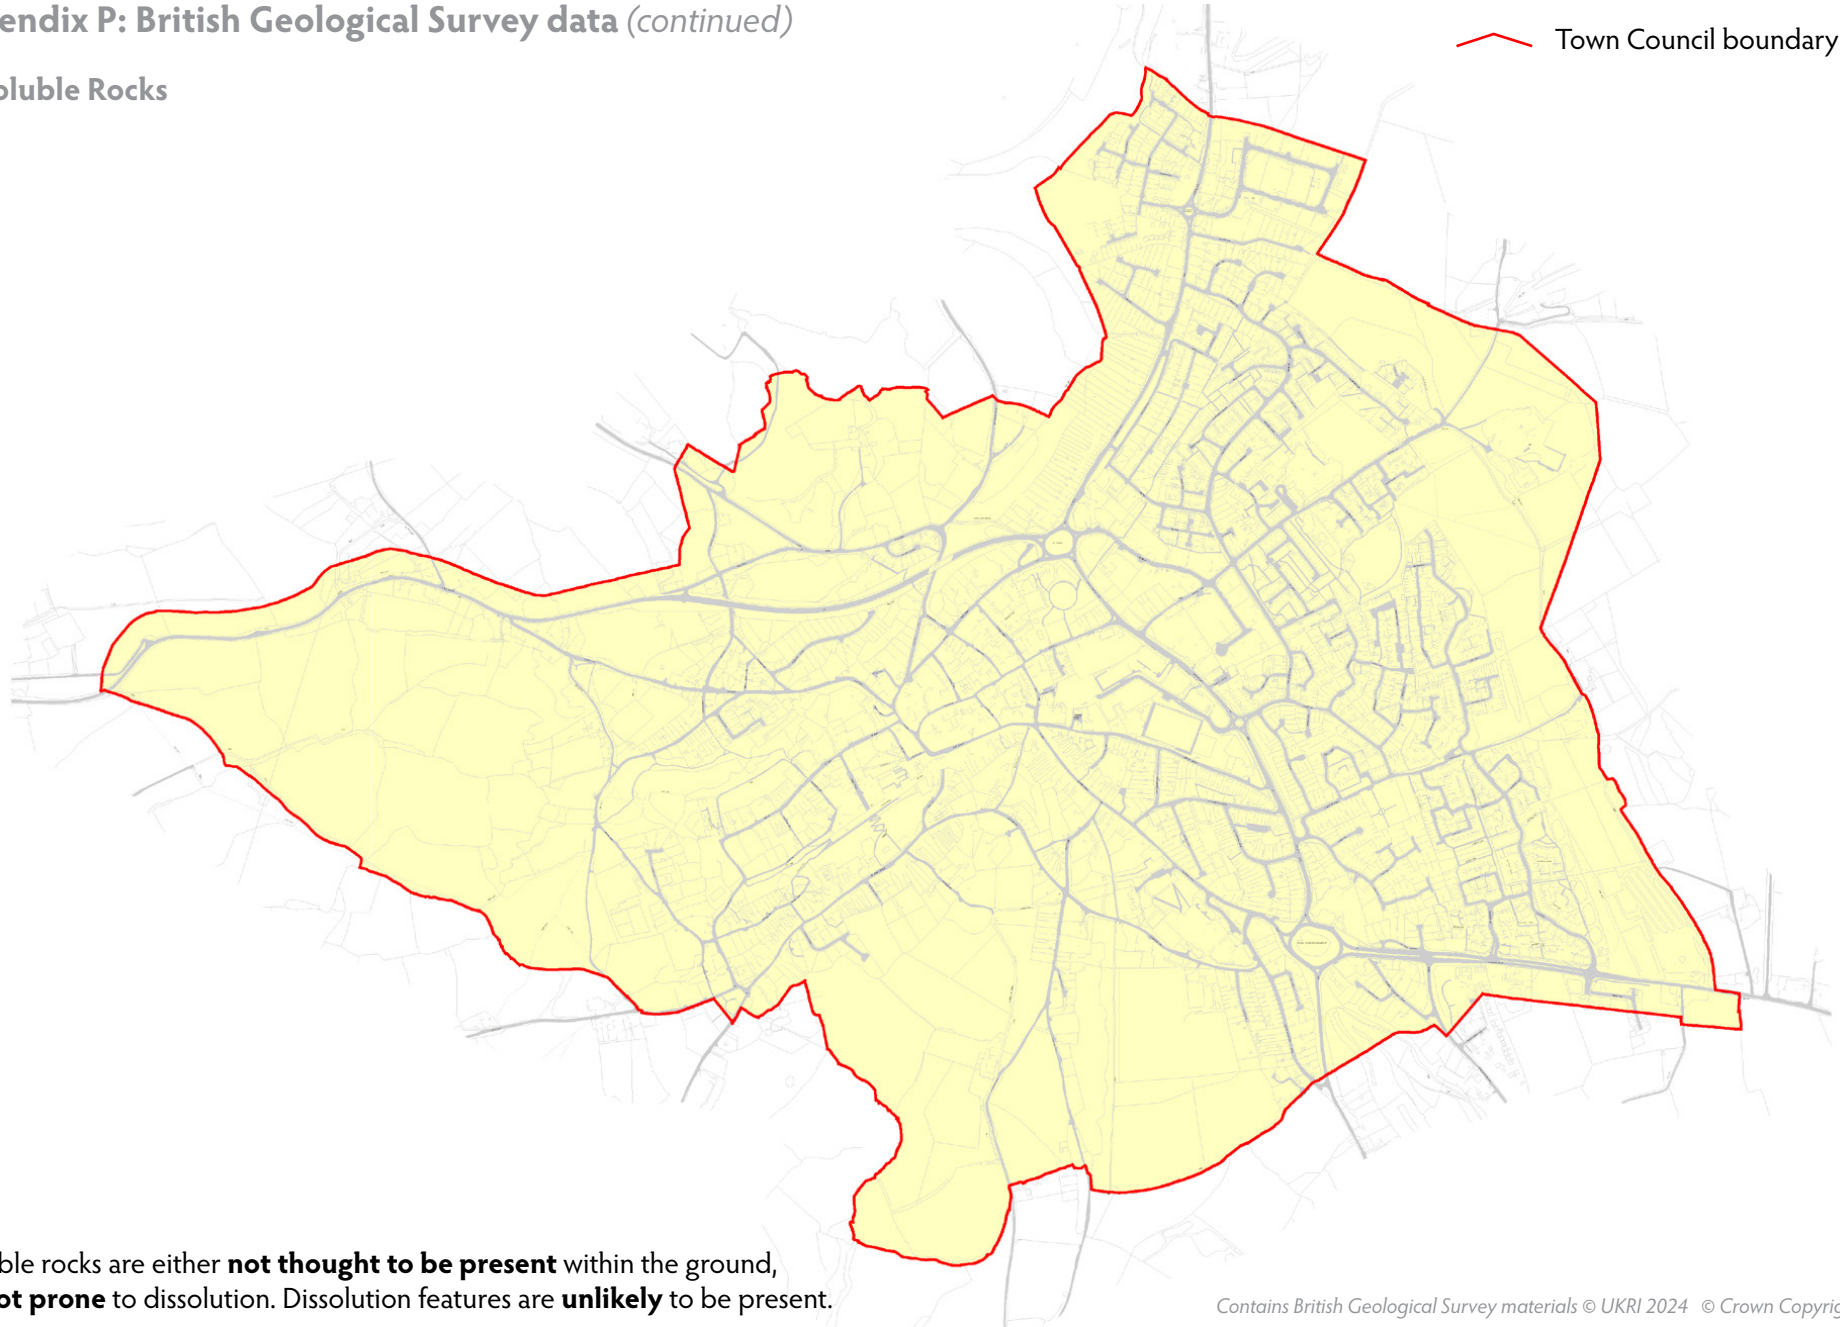 endix P: British Geological Survey data (continued)
Town Council boundary
oluble Rocks
ble rocks are either not thought to be present within the ground,
ot prone to dissolution. Dissolution features are unlikely to be present.
Contains British Geological Survey materials © UKRI 2024 © Crown Copyrig